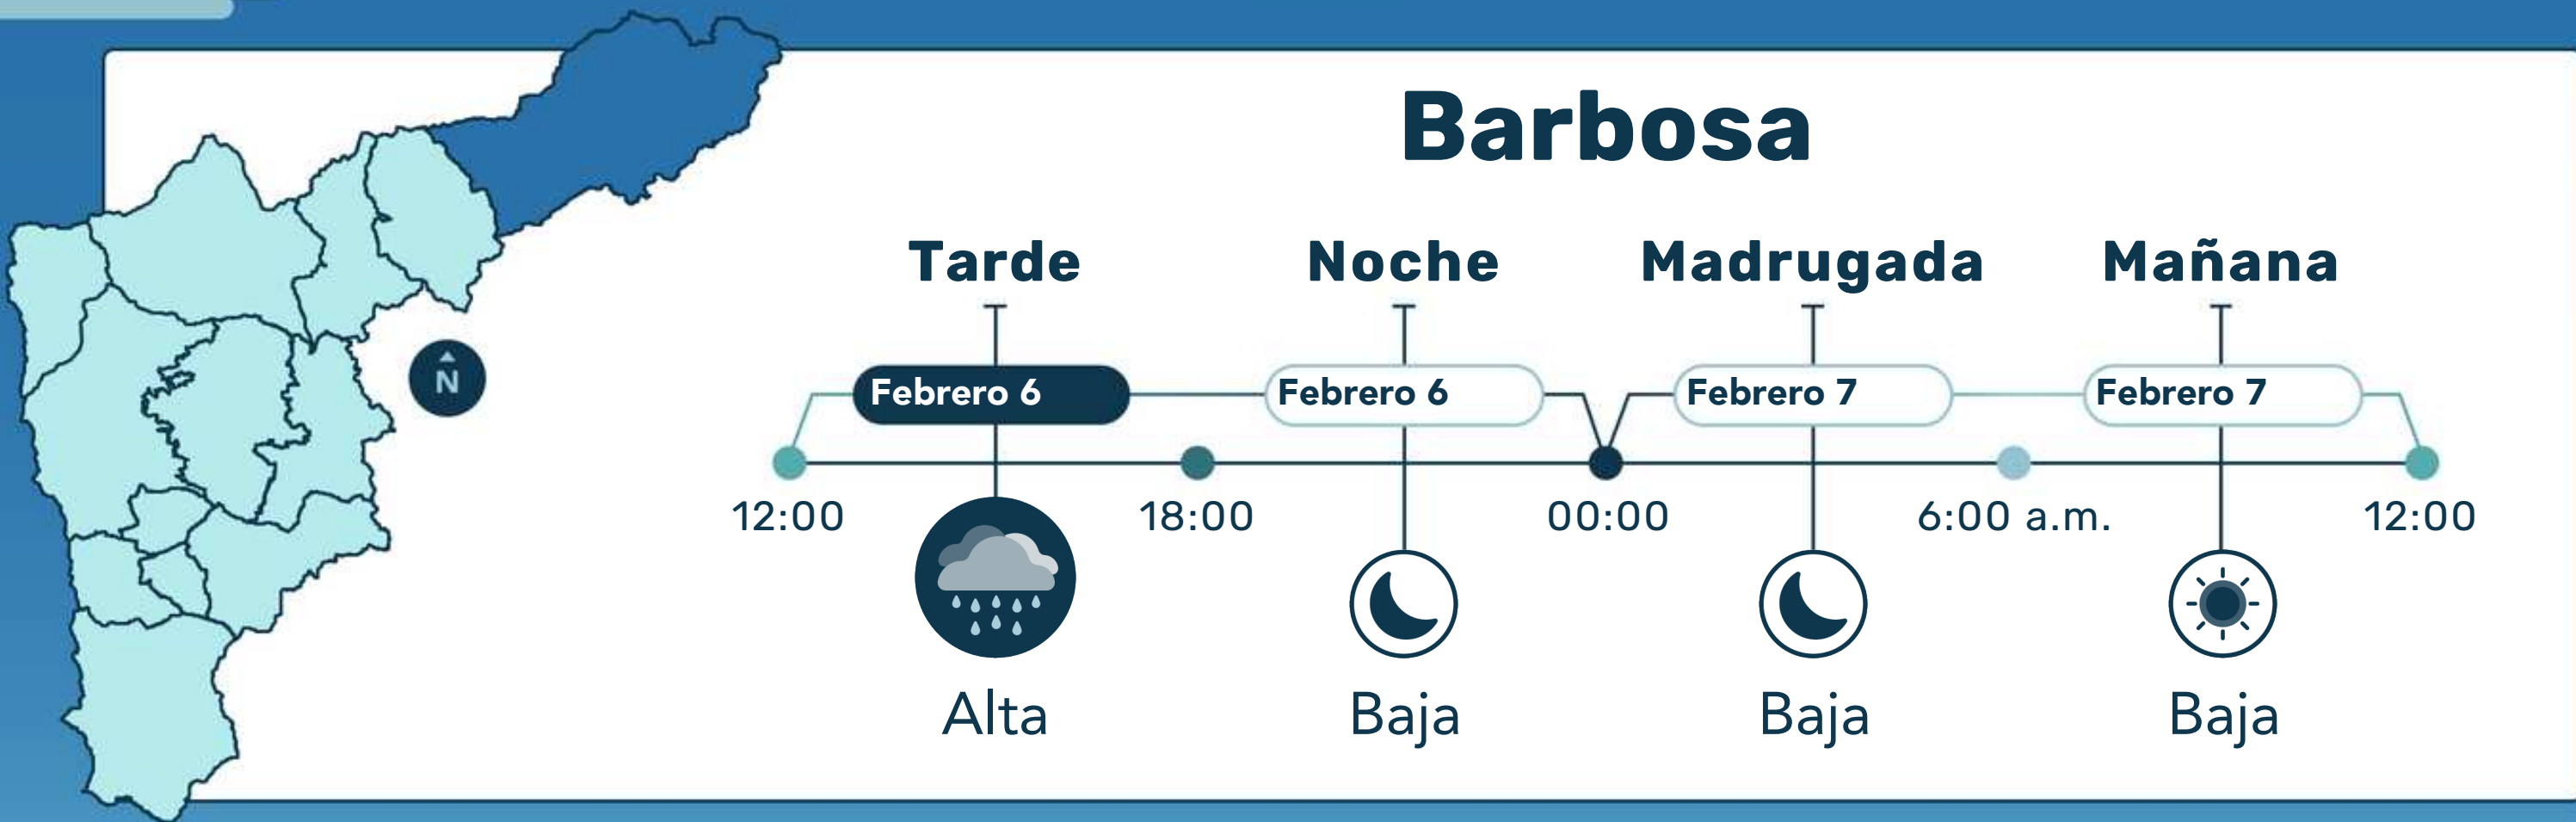 Barbosa
Tarde
Noche
Madrugada
Mañana
Febrero 6
Febrero 6
Febrero 7
Febrero 7
N
12:00
18:00
00:00
6:00 a.m.
12:00
Alta
Baja
Baja
Baja